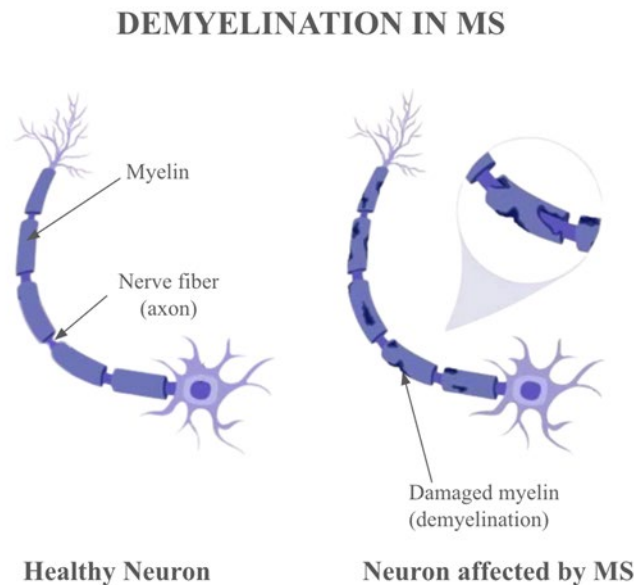 DEMYELINATION IN MS
Myelin
Nerve fiber
(axon)
Damaged myelin
(demyelination)
Healthy Neuron
Neuron affected by MS